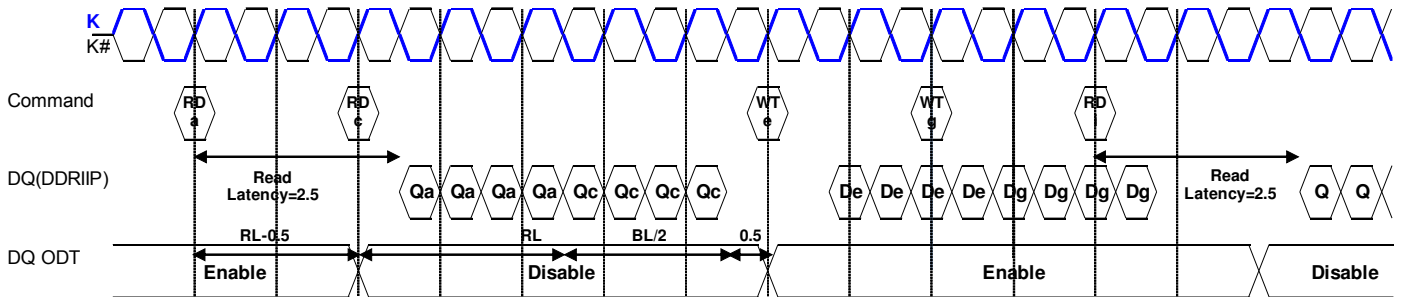 K
K#
Command
RD
a
RD
c
WT
e
WT
g
RD
DQ(DDRIIP)
Read
Latency=2.5
Qa Qa Qa Qa Qc Qc Qc Qc
De De De De Dg Dg Dg Dg
Read
Latency=2.5
Q Q
DQ ODT
RL-0.5
RL
BL/2
0.5
Enable
Disable
Enable
Disable